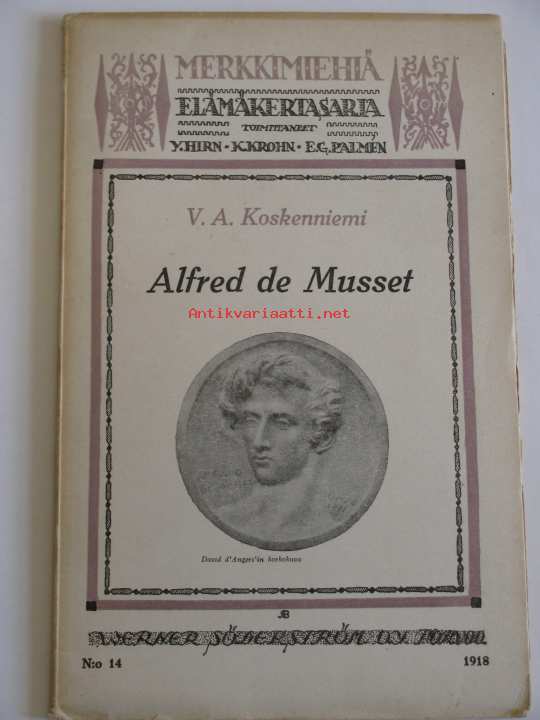 MERKKIMIEHIÄ
ELÄMÄKERTASARJA
TOIMITTANEET
Y. HIRN · K. KROHN · E. G. PALMÉN
V. A. Koskenniemi
Alfred de Musset
Antikvariaatti.net
David d'Angers'in korkokuva
AB
WERNER SÖDERSTRÖM O.Y. PORVOO
N:o 14
1918